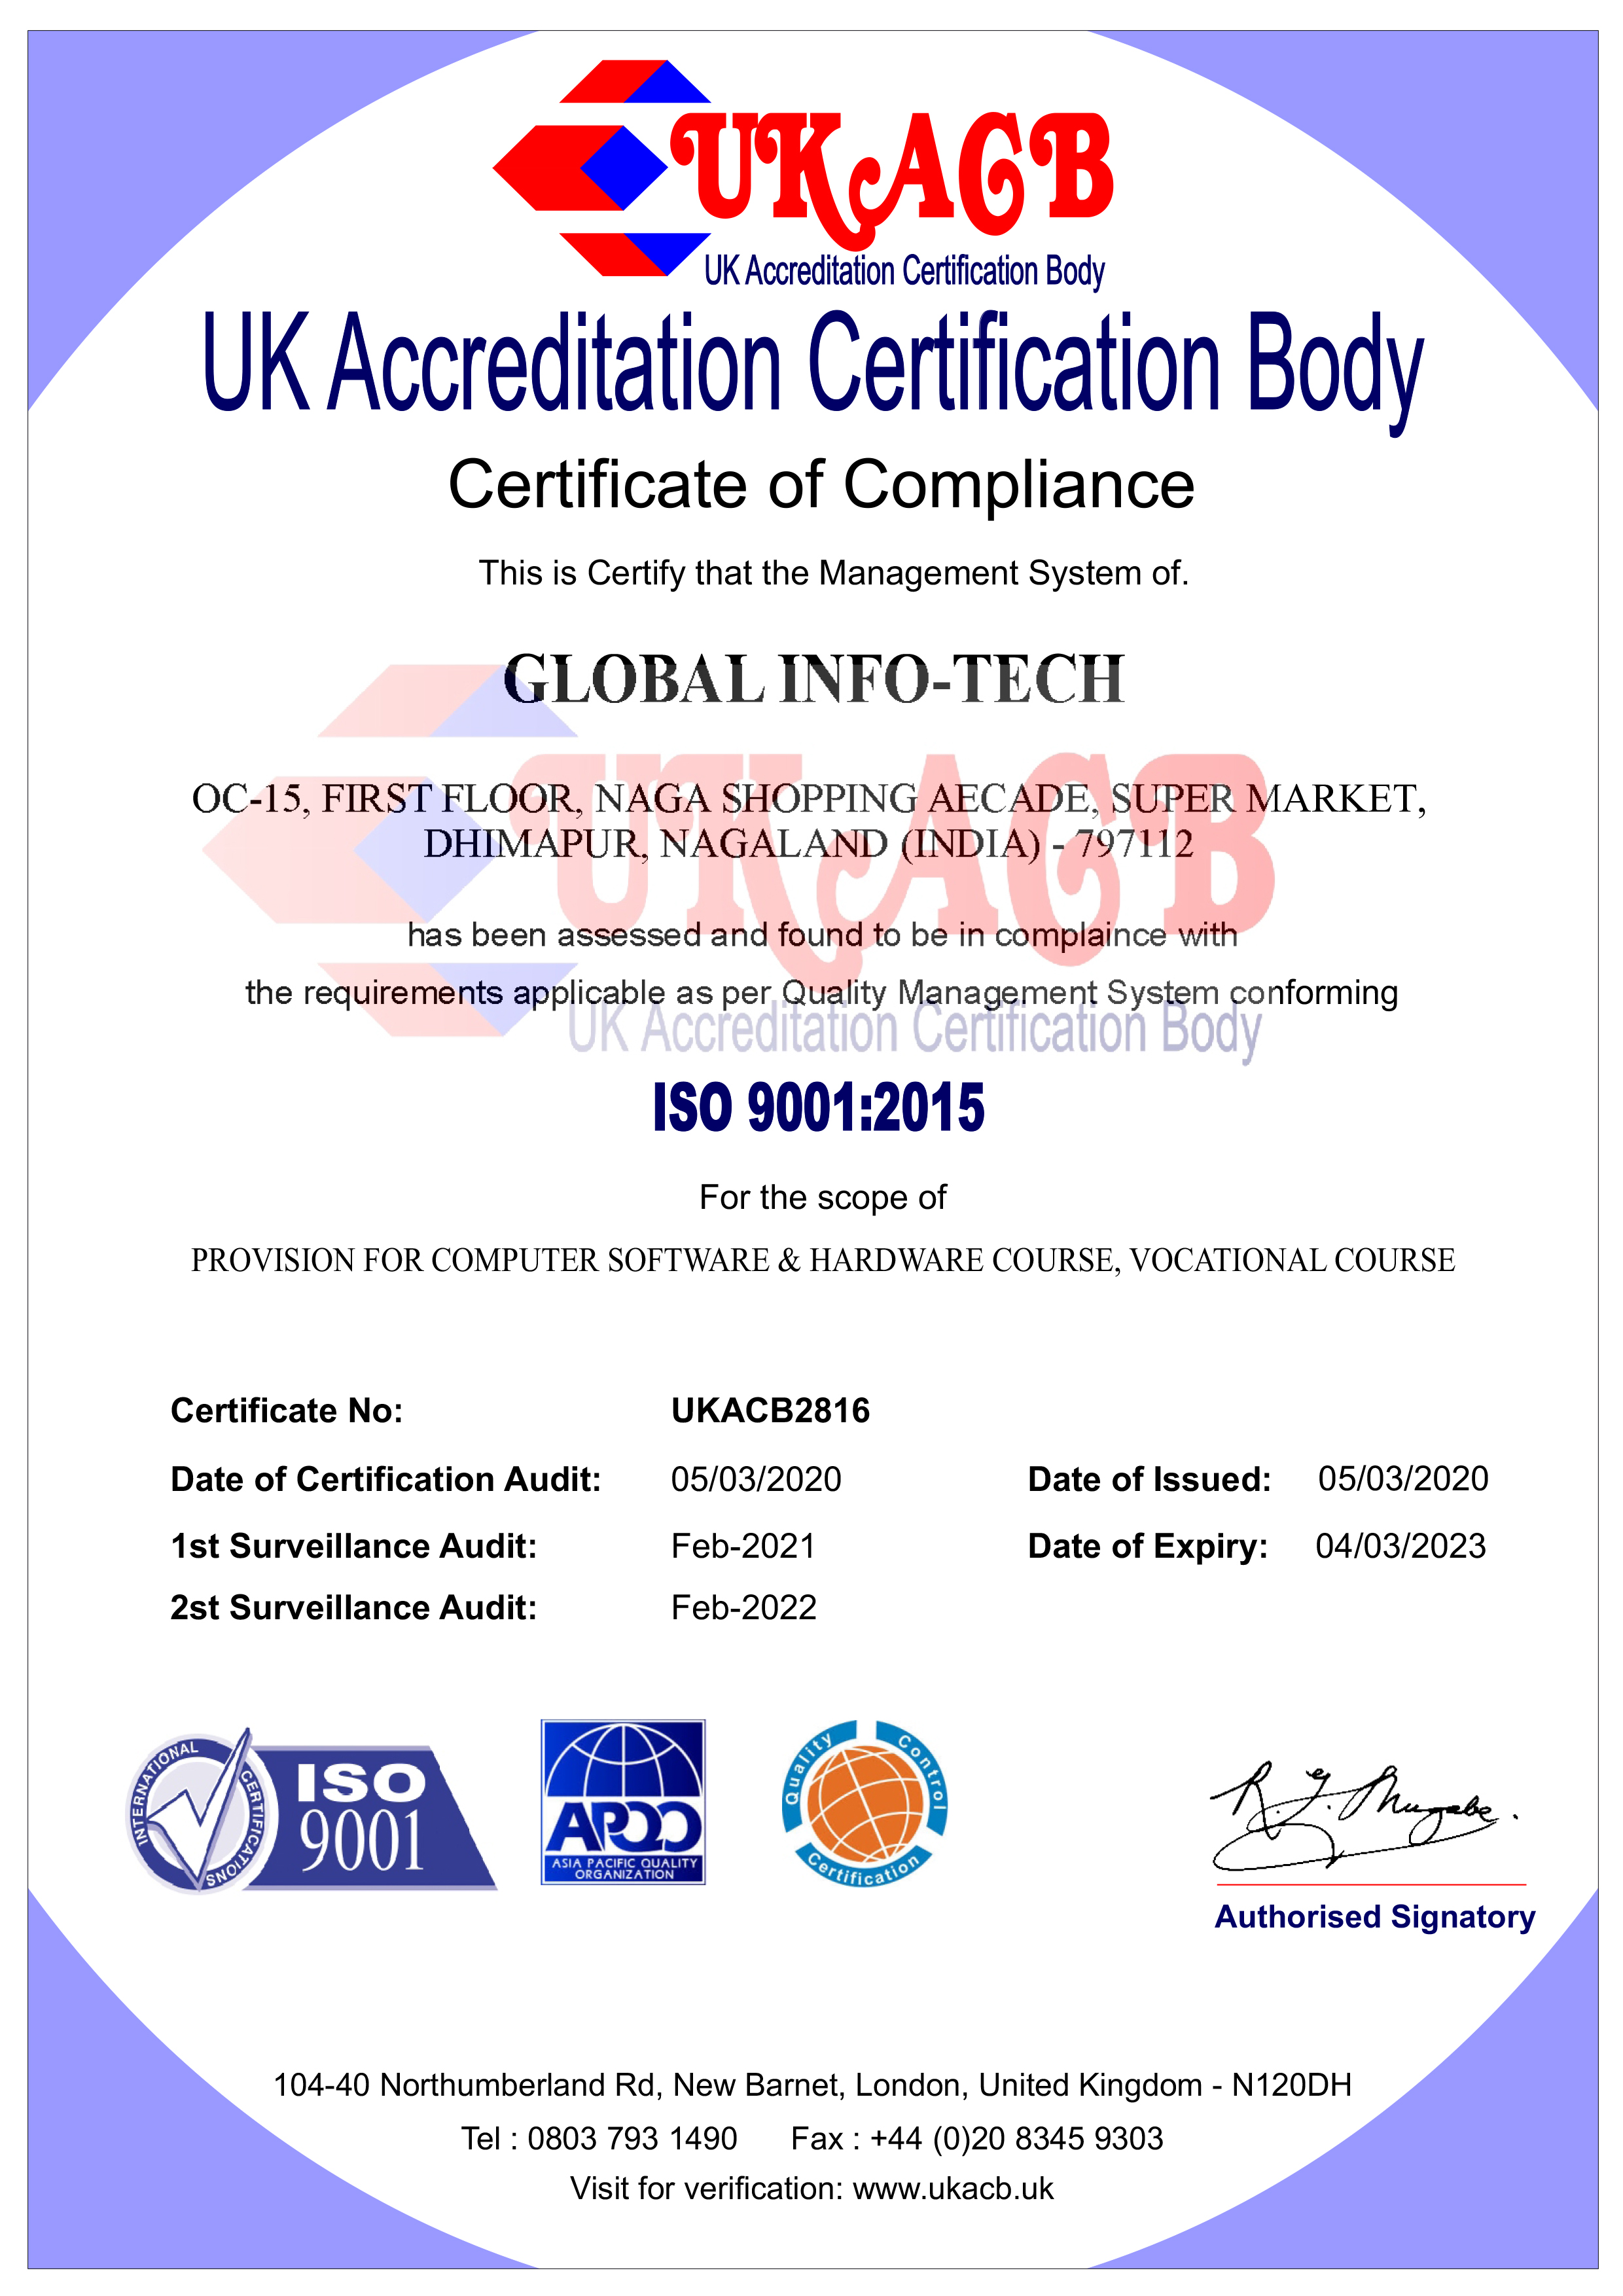 UKACB
UK Accreditation Certification Body
UK Accreditation Certification Body
Certificate of Compliance
This is Certify that the Management System of.
GLOBAL INFO-TECH
UKACB
OC-15, FIRST FLOOR, NAGA SHOPPING AECADE, SUPER MARKET,
DHIMAPUR, NAGALAND (INDIA) - 797112
has been assessed and found to be in complaince with
the requirements applicable as per Quality Management System conforming
UK Accreditation Certification Body
ISO 9001:2015
For the scope of
PROVISION FOR COMPUTER SOFTWARE & HARDWARE COURSE, VOCATIONAL COURSE
Certificate No: UKACB2816
Date of Certification Audit: 05/03/2020 Date of Issued: 05/03/2020
1st Surveillance Audit: Feb-2021 Date of Expiry: 04/03/2023
2st Surveillance Audit: Feb-2022
INTERNATIONAL CERTIFICATIONS
ISO
9001
APQO
ASIA PACIFIC QUALITY
ORGANIZATION
Quality Control Certification
R. G. Mugabe.
Authorised Signatory
104-40 Northumberland Rd, New Barnet, London, United Kingdom - N120DH
Tel : 0803 793 1490 Fax : +44 (0)20 8345 9303
Visit for verification: www.ukacb.uk